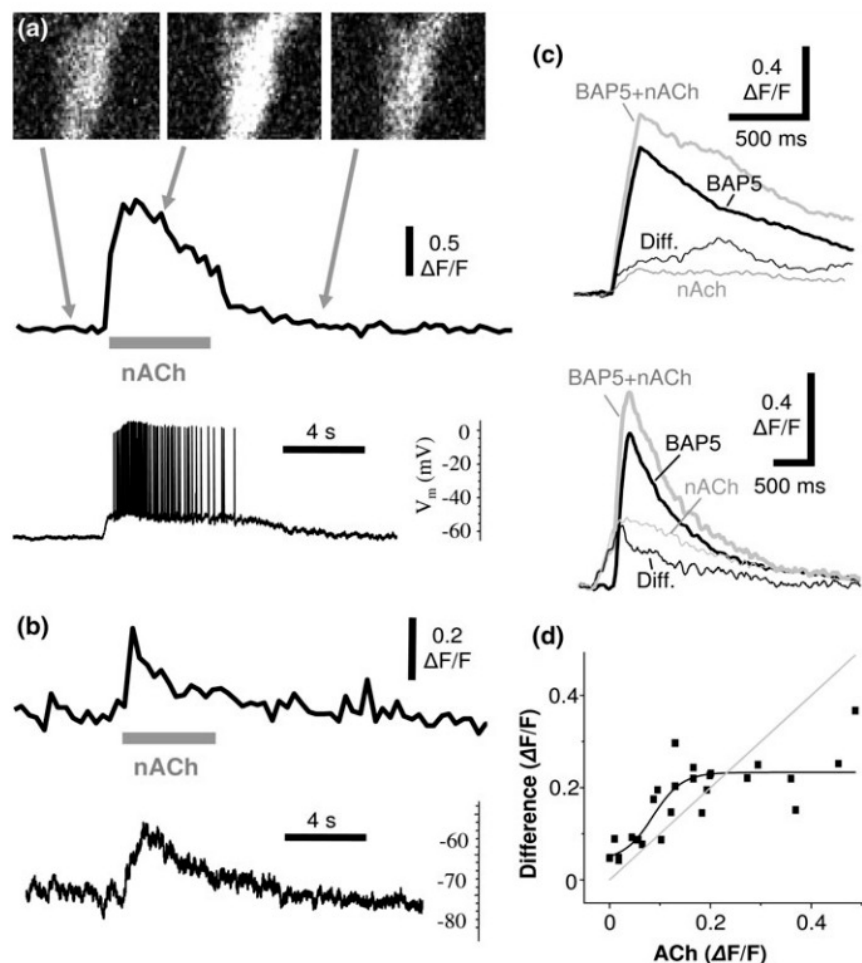 (a)
0.5
ΔF/F
nACh
4 s
0
-20
-40
-60
Vm (mV)
(b)
0.2
ΔF/F
nACh
4 s
-60
-70
-80
(c)
0.4
ΔF/F
500 ms
BAP5+nACh
BAP5
Diff.
nAch
BAP5+nACh
0.4
ΔF/F
BAP5
500 ms
nACh
Diff.
(d)
Difference (ΔF/F)
0.4
0.2
0
0
0.2
0.4
ACh (ΔF/F)